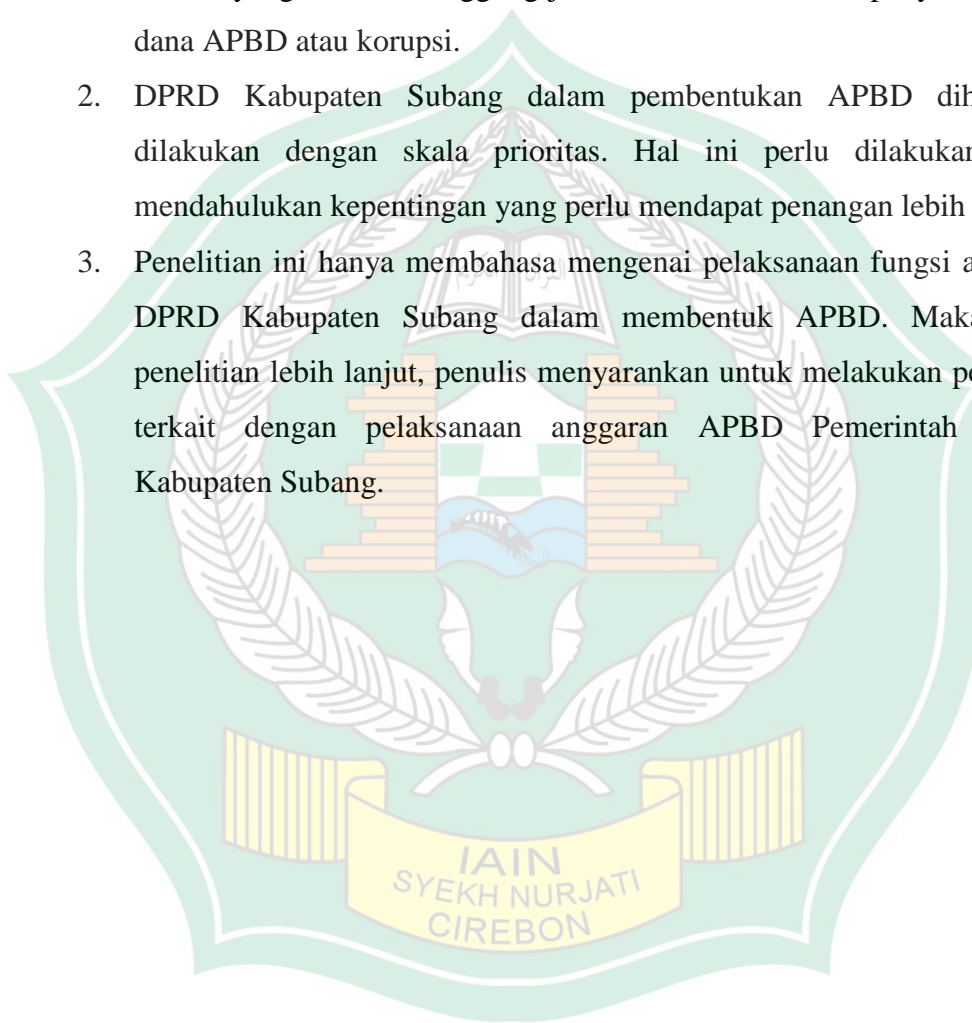 dana APBD atau korupsi.
2. DPRD Kabupaten Subang dalam pembentukan APBD
dilakukan dengan skala prioritas. Hal ini perlu dilakukan
mendahulukan kepentingan yang perlu mendapat penangan lebih
3. Penelitian ini hanya membahasa mengenai pelaksanaan fungsi
DPRD Kabupaten Subang dalam membentuk APBD. Maka
penelitian lebih lanjut, penulis menyarankan untuk melakukan
terkait dengan pelaksanaan anggaran APBD Pemerintah
Kabupaten Subang.
IAIN
SYEKH NURJATI
CIREBON